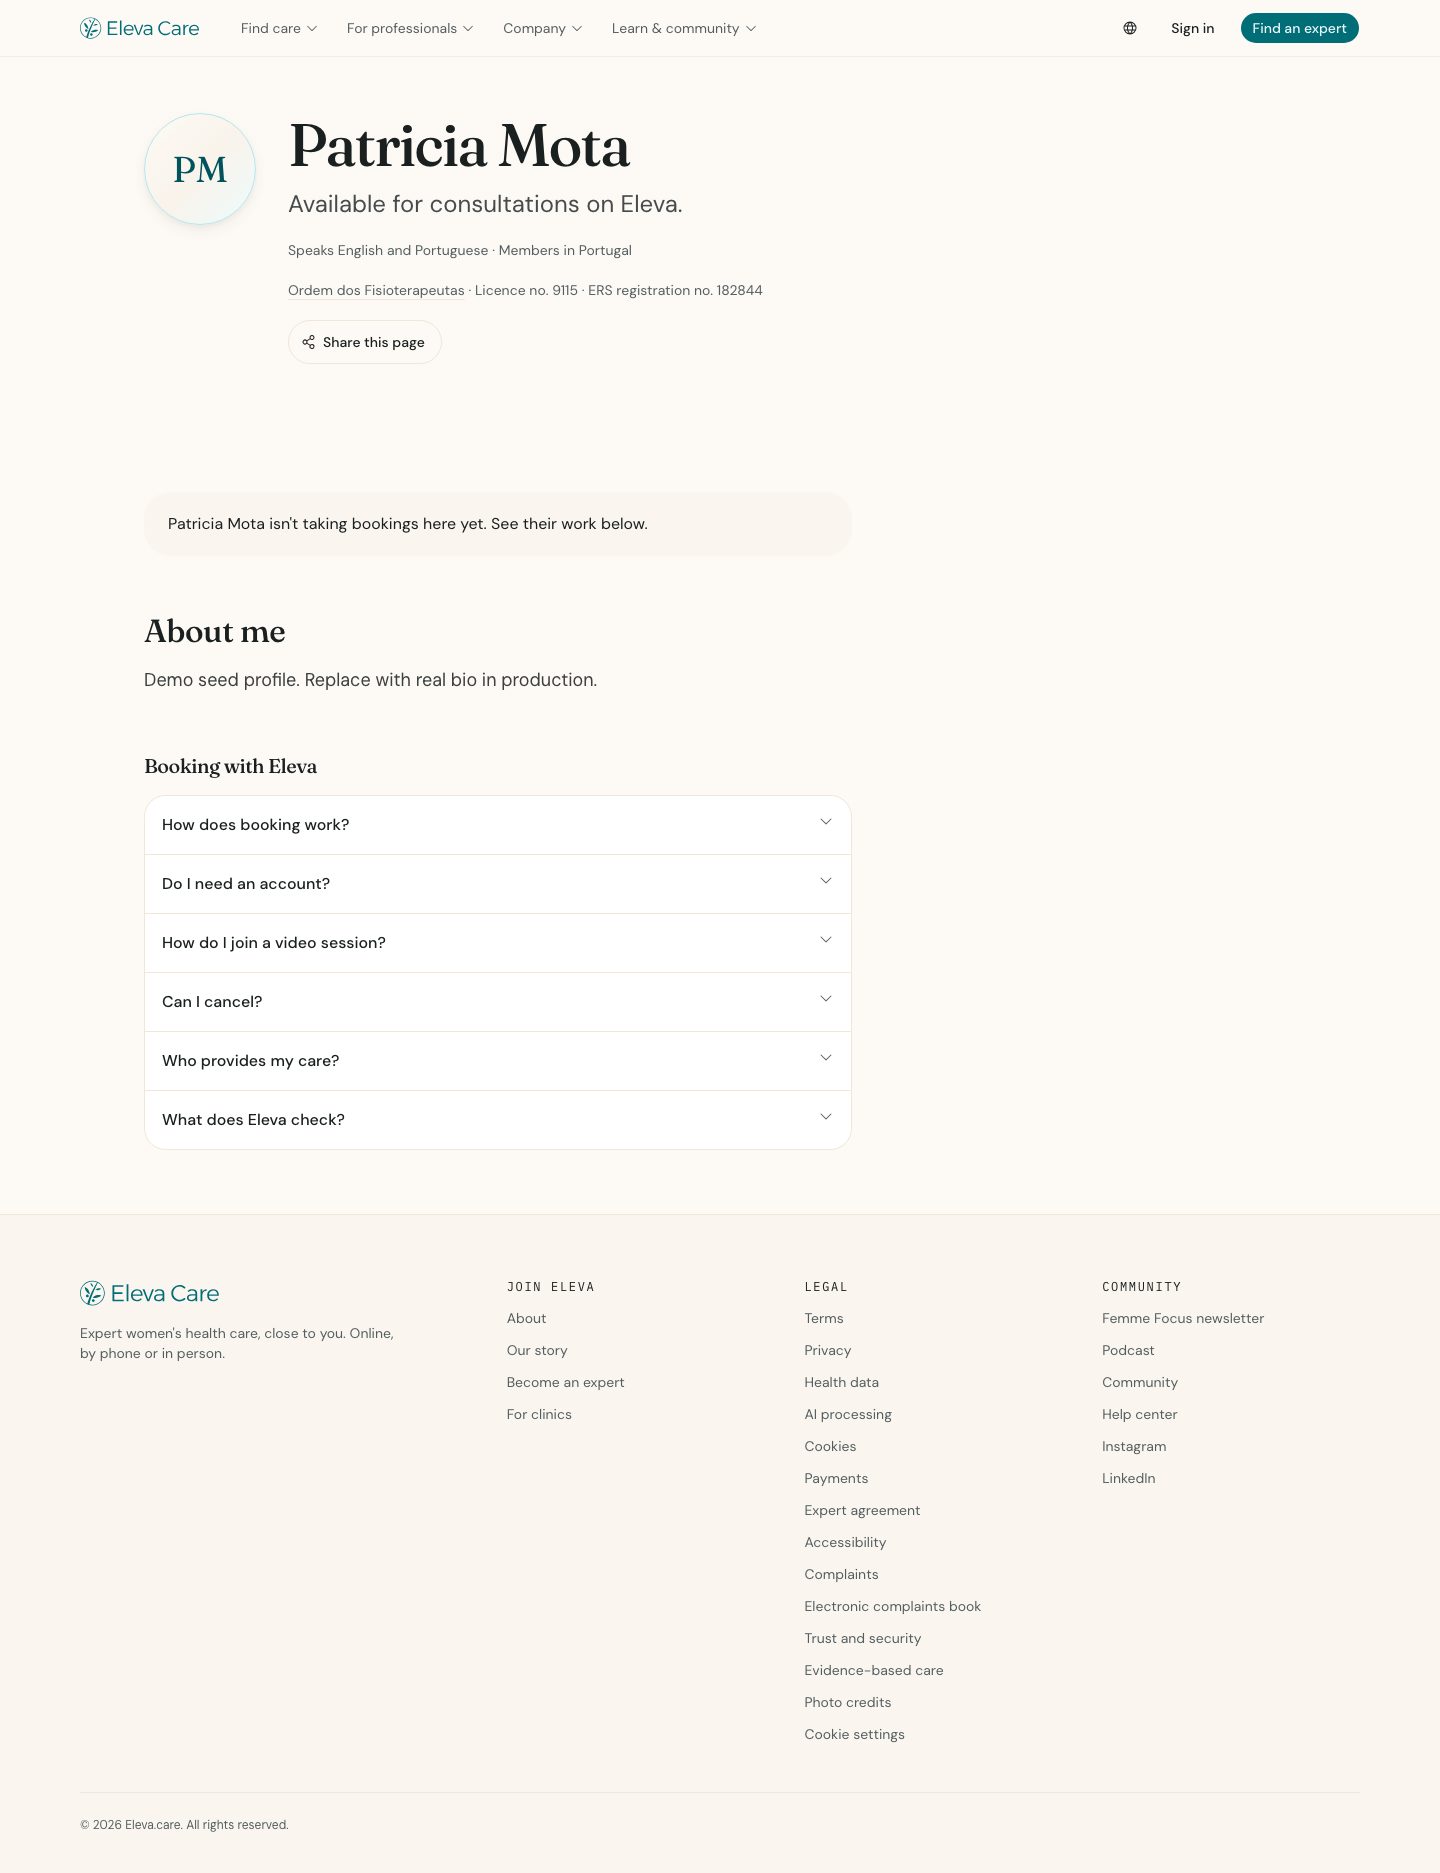 Eleva Care
Find care
For professionals
Company
Learn & community
Sign in
Find an expert
PM
Patricia Mota
Available for consultations on Eleva.
Speaks English and Portuguese · Members in Portugal
Ordem dos Fisioterapeutas · Licence no. 9115 · ERS registration no. 182844
Share this page
Patricia Mota isn't taking bookings here yet. See their work below.
About me
Demo seed profile. Replace with real bio in production.
Booking with Eleva
How does booking work?
Do I need an account?
How do I join a video session?
Can I cancel?
Who provides my care?
What does Eleva check?
Eleva Care
Expert women's health care, close to you. Online,
by phone or in person.
JOIN ELEVA
About
Our story
Become an expert
For clinics
LEGAL
Terms
Privacy
Health data
AI processing
Cookies
Payments
Expert agreement
Accessibility
Complaints
Electronic complaints book
Trust and security
Evidence-based care
Photo credits
Cookie settings
COMMUNITY
Femme Focus newsletter
Podcast
Community
Help center
Instagram
LinkedIn
© 2026 Eleva.care. All rights reserved.